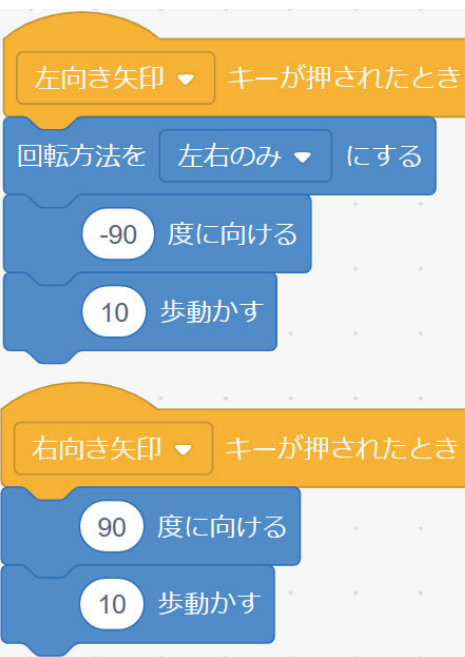 左向き矢印 キーが押されたとき
回転方法を 左右のみ にする
-90 度に向ける
10 歩動かす
右向き矢印 キーが押されたとき
90 度に向ける
10 歩動かす